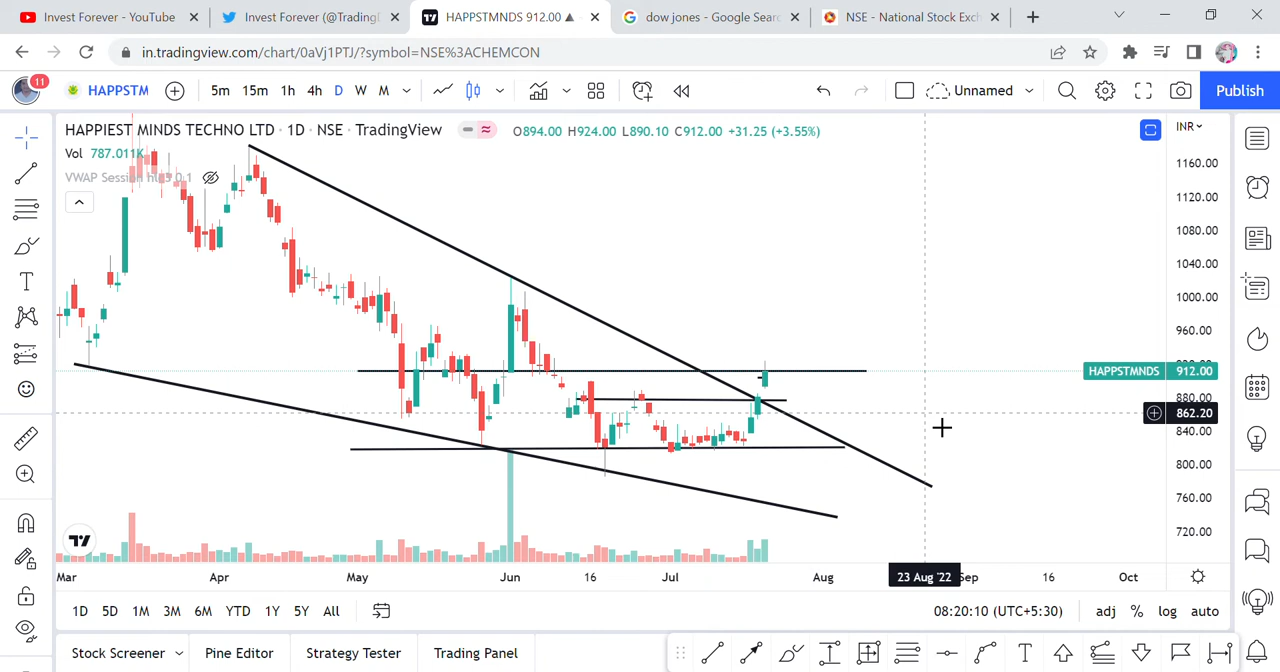 Invest Forever - YouTube
Invest Forever (@Trading
HAPPSTMNDS 912.00 ▲
dow jones - Google Sear
NSE - National Stock Exch
in.tradingview.com/chart/0aVj1PTJ/?symbol=NSE%3ACHEMCON
11
HAPPSTM
5m 15m 1h 4h D W M
Unnamed
Publish
HAPPIEST MINDS TECHNO LTD · 1D · NSE · TradingView
O894.00 H924.00 L890.10 C912.00 +31.25 (+3.55%)
INR
Vol 787.011K
VWAP Session
1160.00
1120.00
1080.00
1040.00
1000.00
960.00
HAPPSTMNDS 912.00
880.00
862.20
840.00
800.00
760.00
720.00
Mar Apr May Jun 16 Jul Aug 23 Aug '22 Sep 16 Oct
1D 5D 1M 3M 6M YTD 1Y 5Y All
08:20:10 (UTC+5:30)
adj % log auto
Stock Screener
Pine Editor
Strategy Tester
Trading Panel